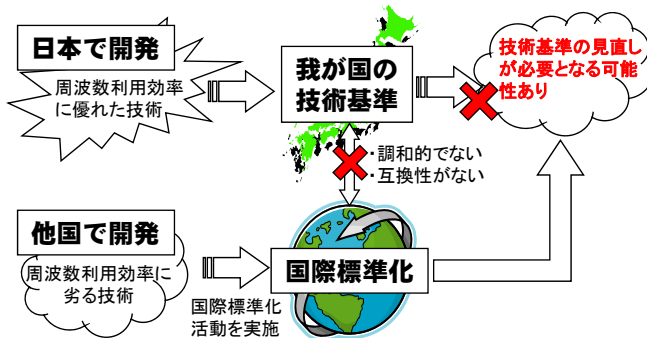 日本で開発
周波数利用効率
に優れた技術
我が国の
技術基準
技術基準の見直し
が必要となる可能
性あり
・調和的でない
・互換性がない
他国で開発
周波数利用効率に
劣る技術
国際標準化
活動を実施
国際標準化